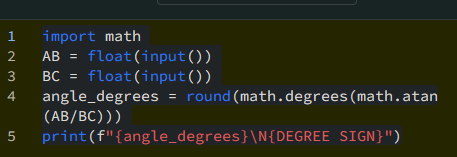 1 import math
2 AB = float(input())
3 BC = float(input())
4 angle_degrees = round(math.degrees(math.atan
(AB/BC)))
5 print(f"{angle_degrees}\N{DEGREE SIGN}")